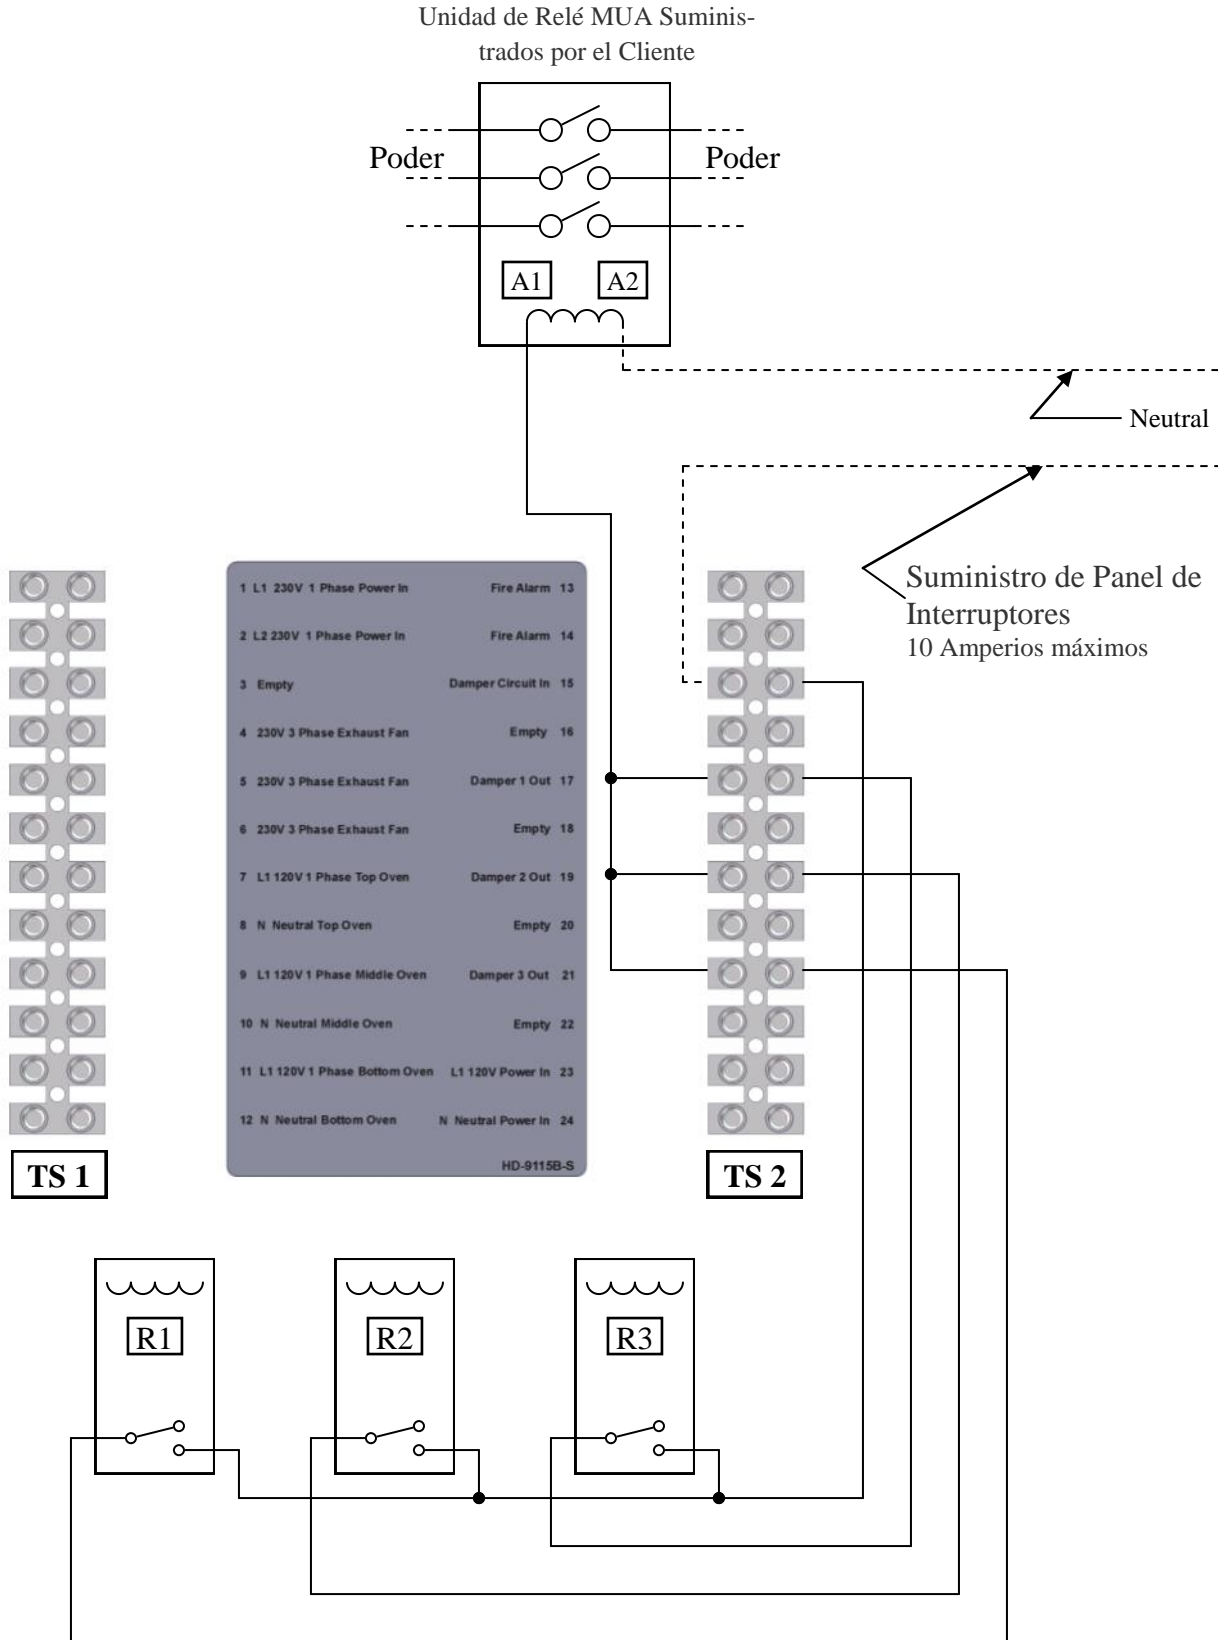 Unidad de Relé MUA Suminis-
trados por el Cliente
Poder
Poder
A1
A2
Neutral
Suministro de Panel de
Interruptores
10 Amperios máximos
1 L1 230V 1 Phase Power In
Fire Alarm 13
2 L2 230V 1 Phase Power In
Fire Alarm 14
3 Empty
Damper Circuit In 15
4 230V 3 Phase Exhaust Fan
Empty 16
5 230V 3 Phase Exhaust Fan
Damper 1 Out 17
6 230V 3 Phase Exhaust Fan
Empty 18
7 L1 120V 1 Phase Top Oven
Damper 2 Out 19
8 N Neutral Top Oven
Empty 20
9 L1 120V 1 Phase Middle Oven
Damper 3 Out 21
10 N Neutral Middle Oven
Empty 22
11 L1 120V 1 Phase Bottom Oven
L1 120V Power In 23
12 N Neutral Bottom Oven
N Neutral Power In 24
HD-9115B-S
TS 1
TS 2
R1
R2
R3